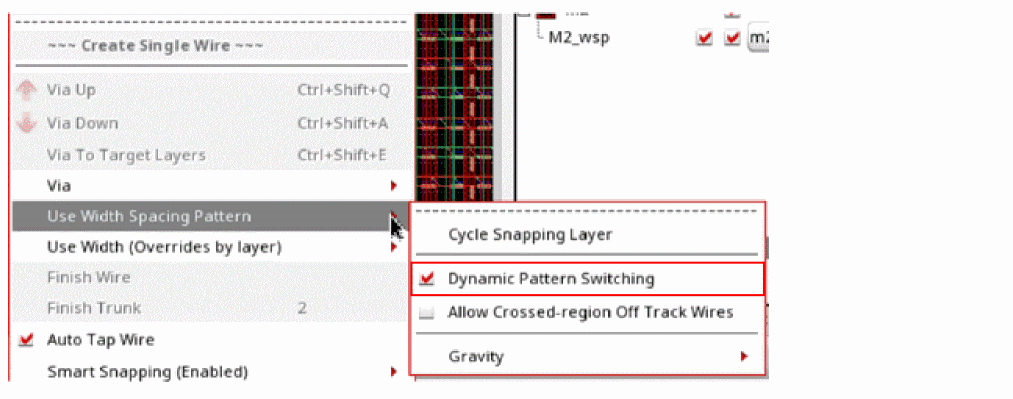 ~~~ Create Single Wire ~~~
M2_wsp
Via Up Ctrl+Shift+Q
Via Down Ctrl+Shift+A
Via To Target Layers Ctrl+Shift+E
Via
Use Width Spacing Pattern
Use Width (Overrides by layer)
Finish Wire
Finish Trunk 2
Auto Tap Wire
Smart Snapping (Enabled)
Cycle Snapping Layer
Dynamic Pattern Switching
Allow Crossed-region Off Track Wires
Gravity